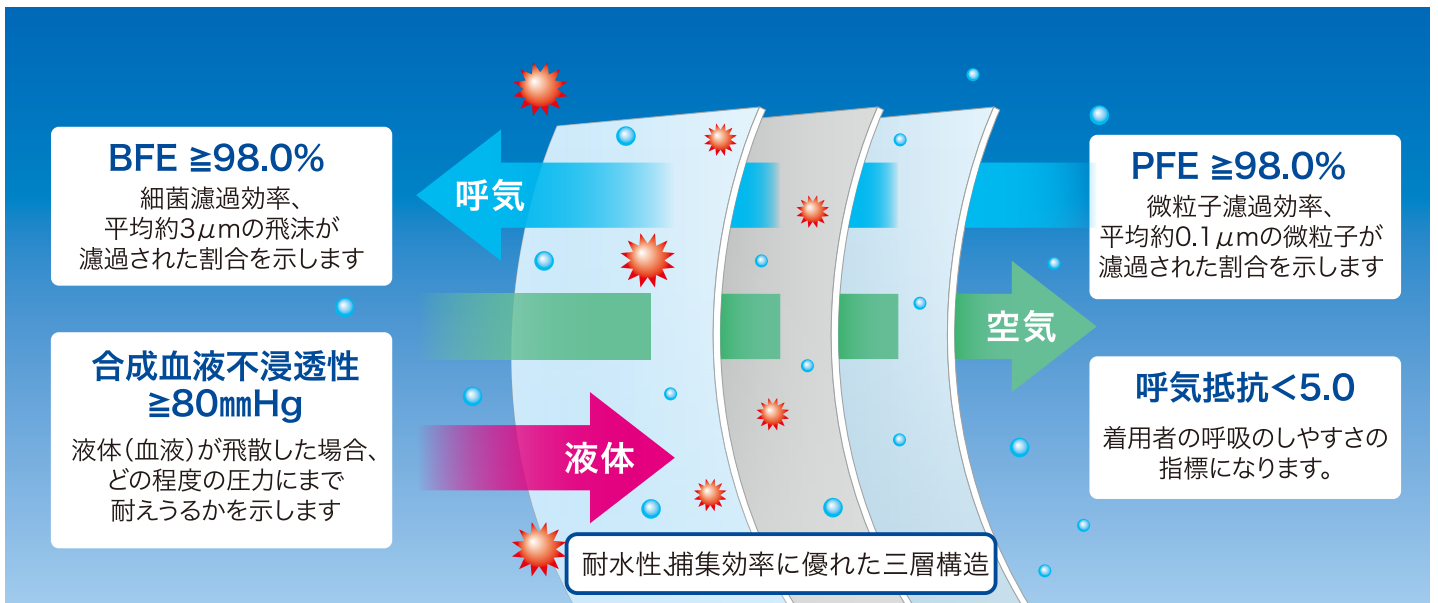 BFE ≧98.0%
細菌濾過効率、
平均約3μmの飛沫が
濾過された割合を示します
合成血液不浸透性
≧80mmHg
液体（血液）が飛散した場合、
どの程度の圧力にまで
耐えうるかを示します
呼気
空気
液体
耐水性、捕集効率に優れた三層構造
PFE ≧98.0%
微粒子濾過効率、
平均約0.1μmの微粒子が
濾過された割合を示します
呼気抵抗＜5.0
着用者の呼吸のしやすさの
指標になります。